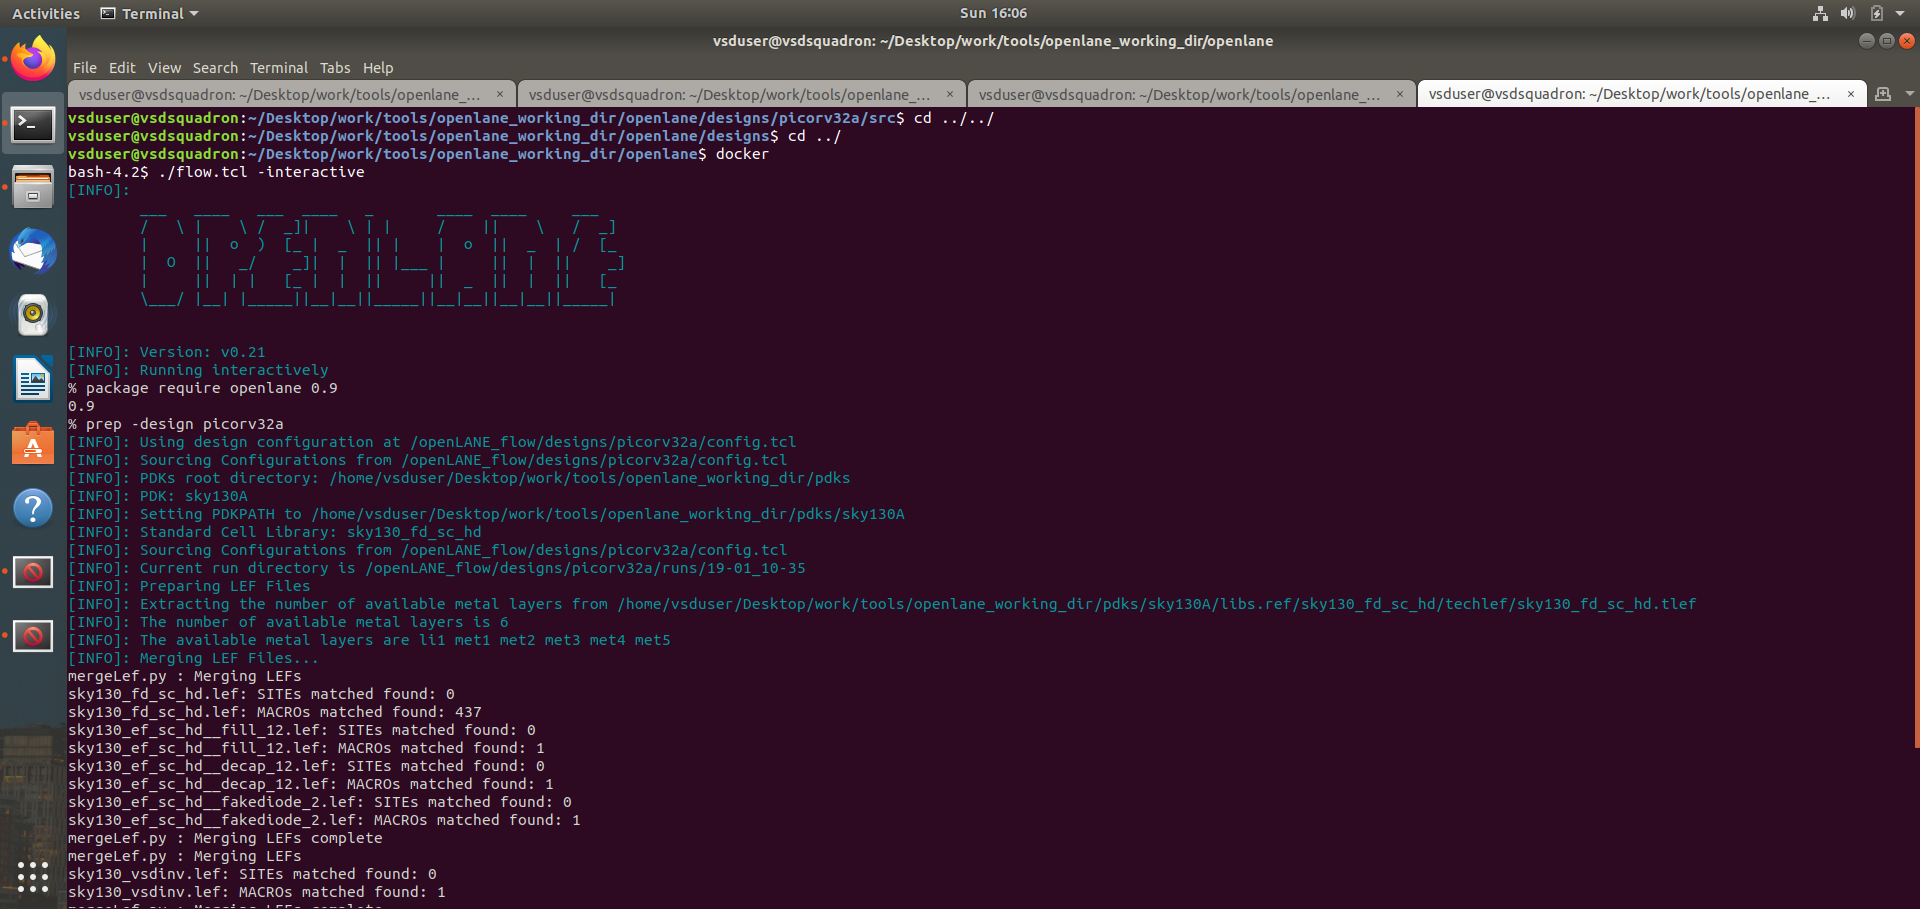 Activities Terminal Sun 16:06
vsduser@vsdsquadron: ~/Desktop/work/tools/openlane_working_dir/openlane
File Edit View Search Terminal Tabs Help
vsduser@vsdsquadron: ~/Desktop/work/tools/openlane_... × vsduser@vsdsquadron: ~/Desktop/work/tools/openlane_... × vsduser@vsdsquadron: ~/Desktop/work/tools/openlane_... × vsduser@vsdsquadron: ~/Desktop/work/tools/openlane_... ×
vsduser@vsdsquadron:~/Desktop/work/tools/openlane_working_dir/openlane/designs/picorv32a/src$ cd ../../
vsduser@vsdsquadron:~/Desktop/work/tools/openlane_working_dir/openlane/designs$ cd ../
vsduser@vsdsquadron:~/Desktop/work/tools/openlane_working_dir/openlane$ docker
bash-4.2$ ./flow.tcl -interactive
[INFO]:
OPENLANE
[INFO]: Version: v0.21
[INFO]: Running interactively
% package require openlane 0.9
0.9
% prep -design picorv32a
[INFO]: Using design configuration at /openLANE_flow/designs/picorv32a/config.tcl
[INFO]: Sourcing Configurations from /openLANE_flow/designs/picorv32a/config.tcl
[INFO]: PDKs root directory: /home/vsduser/Desktop/work/tools/openlane_working_dir/pdks
[INFO]: PDK: sky130A
[INFO]: Setting PDKPATH to /home/vsduser/Desktop/work/tools/openlane_working_dir/pdks/sky130A
[INFO]: Standard Cell Library: sky130_fd_sc_hd
[INFO]: Sourcing Configurations from /openLANE_flow/designs/picorv32a/config.tcl
[INFO]: Current run directory is /openLANE_flow/designs/picorv32a/runs/19-01_10-35
[INFO]: Preparing LEF Files
[INFO]: Extracting the number of available metal layers from /home/vsduser/Desktop/work/tools/openlane_working_dir/pdks/sky130A/libs.ref/sky130_fd_sc_hd/techlef/sky130_fd_sc_hd.tlef
[INFO]: The number of available metal layers is 6
[INFO]: The available metal layers are li1 met1 met2 met3 met4 met5
[INFO]: Merging LEF Files...
mergeLef.py : Merging LEFs
sky130_fd_sc_hd.lef: SITEs matched found: 0
sky130_fd_sc_hd.lef: MACROs matched found: 437
sky130_ef_sc_hd__fill_12.lef: SITEs matched found: 0
sky130_ef_sc_hd__fill_12.lef: MACROs matched found: 1
sky130_ef_sc_hd__decap_12.lef: SITEs matched found: 0
sky130_ef_sc_hd__decap_12.lef: MACROs matched found: 1
sky130_ef_sc_hd__fakediode_2.lef: SITEs matched found: 0
sky130_ef_sc_hd__fakediode_2.lef: MACROs matched found: 1
mergeLef.py : Merging LEFs complete
mergeLef.py : Merging LEFs
sky130_vsdinv.lef: SITEs matched found: 0
sky130_vsdinv.lef: MACROs matched found: 1
mergeLef.py : Merging LEFs complete